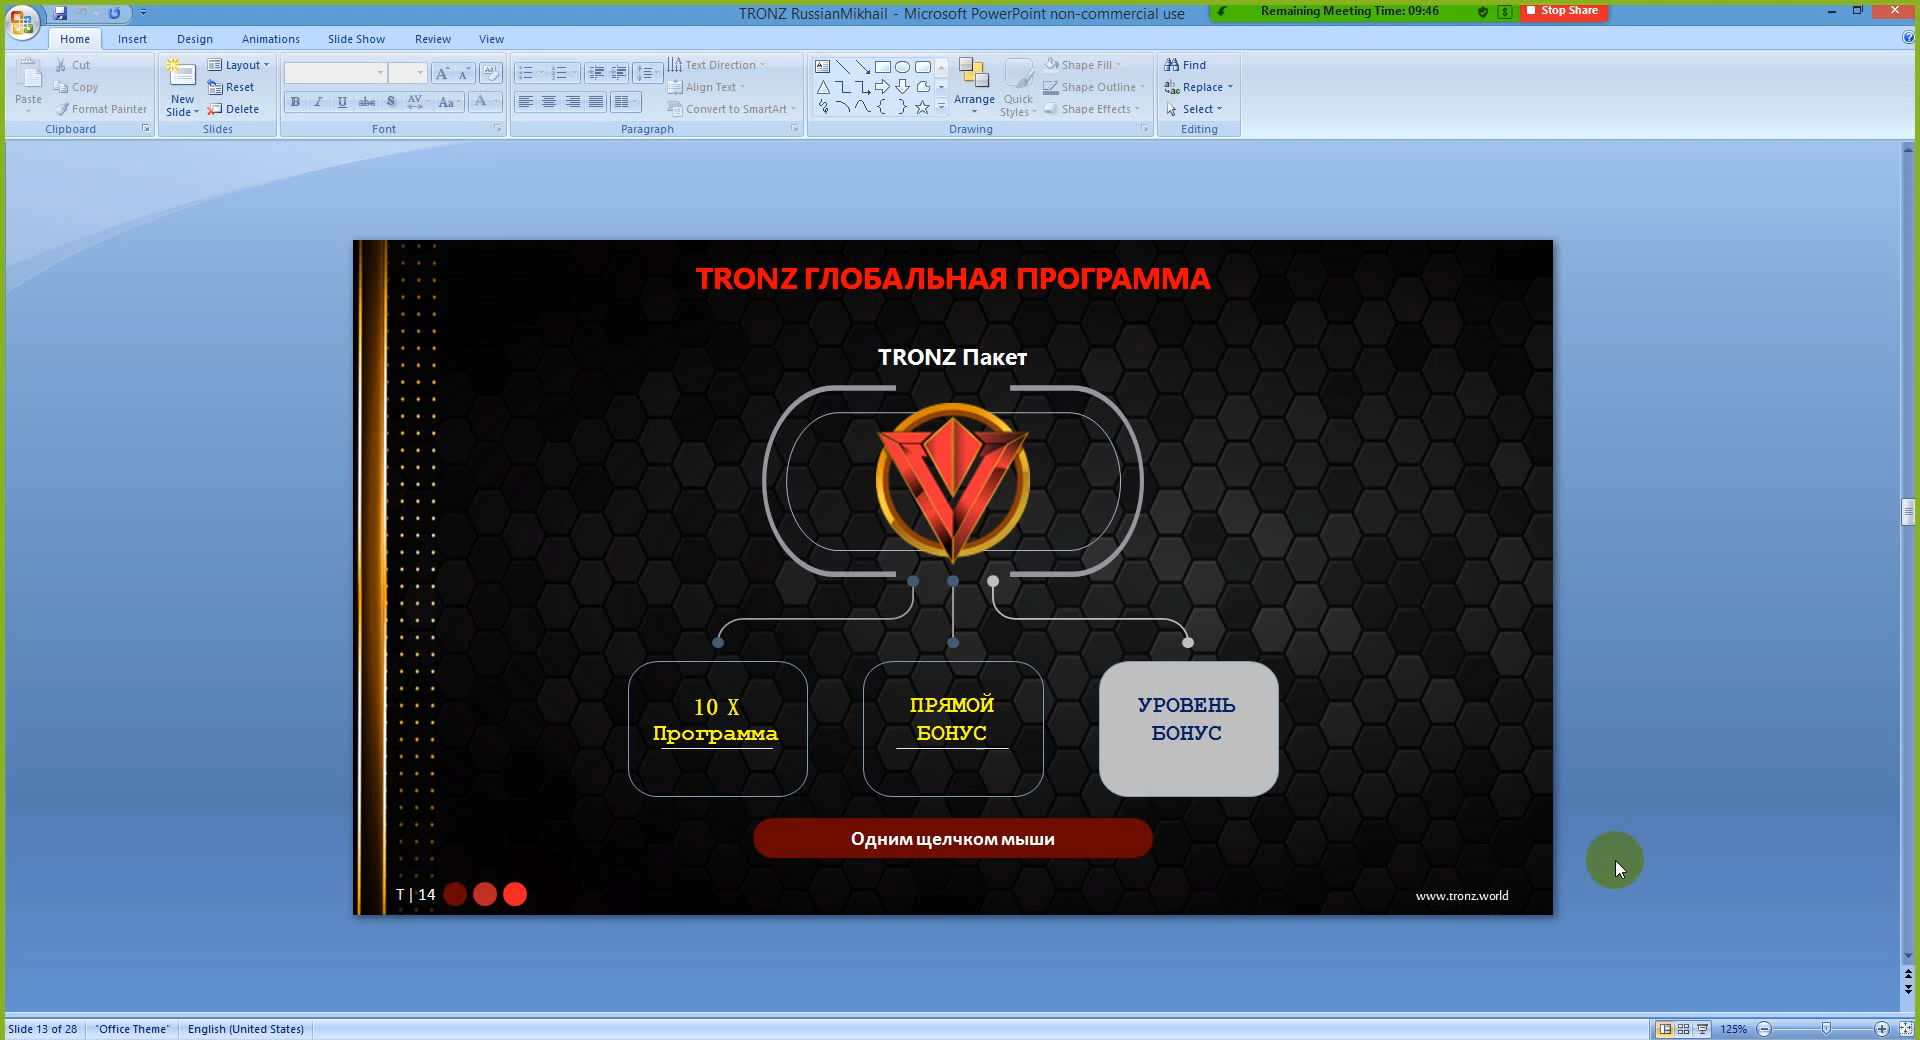 TRONZ RussianMikhail - Microsoft PowerPoint non-commercial use
Remaining Meeting Time: 09:46
Stop Share
Home Insert Design Animations Slide Show Review View
Paste
Cut
Copy
Format Painter
Clipboard
New
Slide
Layout
Reset
Delete
Slides
B I U abc S AV Aa A
Font
Text Direction
Align Text
Convert to SmartArt
Paragraph
Arrange
Quick
Styles
Shape Fill
Shape Outline
Shape Effects
Drawing
Find
Replace
Select
Editing
TRONZ ГЛОБАЛЬНАЯ ПРОГРАММА
TRONZ Пакет
10 X
Программа
ПРЯМОЙ
БОНУС
УРОВЕНЬ
БОНУС
Одним щелчком мыши
T | 14
www.tronz.world
Slide 13 of 28
"Office Theme"
English (United States)
125%